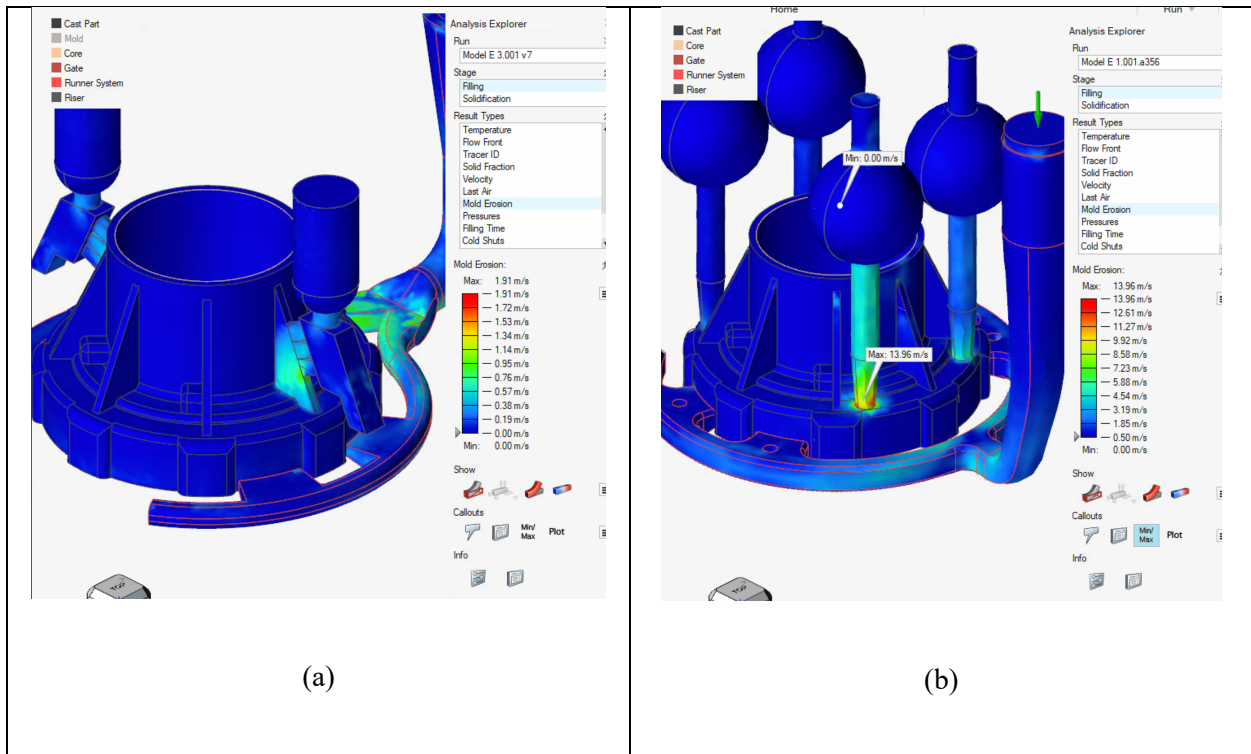 Cast Part
Mold
Core
Gate
Runner System
Riser
Analysis Explorer
Run
Model E 3.001 v7
Stage
Filling
Solidification
Result Types
Temperature
Flow Front
Tracer ID
Solid Fraction
Velocity
Last Air
Mold Erosion
Pressures
Filling Time
Cold Shuts
Mold Erosion:
Max: 1.91 m/s
1.91 m/s
1.72 m/s
1.53 m/s
1.34 m/s
1.14 m/s
0.95 m/s
0.76 m/s
0.57 m/s
0.38 m/s
0.19 m/s
0.00 m/s
Min: 0.00 m/s
Show
Callouts
Min/
Max Plot
Info
TOP
(a)
Home Run
Cast Part
Mold
Core
Gate
Runner System
Riser
Min: 0.00 m/s
Max: 13.96 m/s
Analysis Explorer
Run
Model E 1.001.a356
Stage
Filling
Solidification
Result Types
Temperature
Flow Front
Tracer ID
Solid Fraction
Velocity
Last Air
Mold Erosion
Pressures
Filling Time
Cold Shuts
Mold Erosion:
Max: 13.96 m/s
13.96 m/s
12.61 m/s
11.27 m/s
9.92 m/s
8.58 m/s
7.23 m/s
5.88 m/s
4.54 m/s
3.19 m/s
1.85 m/s
0.50 m/s
Min: 0.00 m/s
Show
Callouts
Min/
Max Plot
Info
TOP
(b)